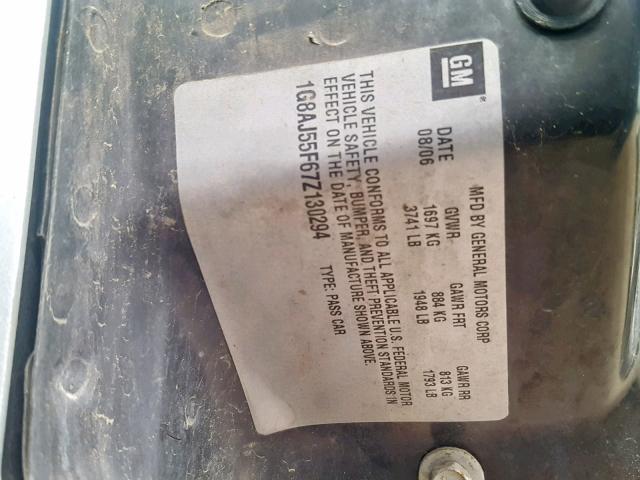 GM
MFD BY GENERAL MOTORS CORP
DATE GVWR GAWR FRT GAWR RR
08/06 1697 KG 884 KG 813 KG
3741 LB 1948 LB 1793 LB
THIS VEHICLE CONFORMS TO ALL APPLICABLE U.S. FEDERAL MOTOR
VEHICLE SAFETY, BUMPER, AND THEFT PREVENTION STANDARDS IN
EFFECT ON THE DATE OF MANUFACTURE SHOWN ABOVE.
1G8AJ55F67Z130294 TYPE: PASS CAR